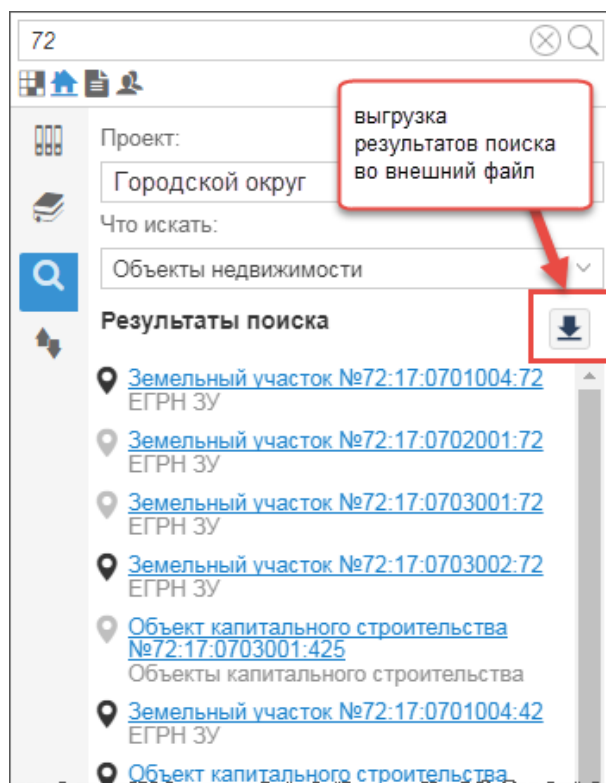 72
выгрузка
результатов поиска
во внешний файл
Проект:
Городской округ
Что искать:
Объекты недвижимости
Результаты поиска
Земельный участок №72:17:0701004:72
ЕГРН ЗУ
Земельный участок №72:17:0702001:72
ЕГРН ЗУ
Земельный участок №72:17:0703001:72
ЕГРН ЗУ
Земельный участок №72:17:0703002:72
ЕГРН ЗУ
Объект капитального строительства
№72:17:0703001:425
Объекты капитального строительства
Земельный участок №72:17:0701004:42
ЕГРН ЗУ
Объект капитального строительства